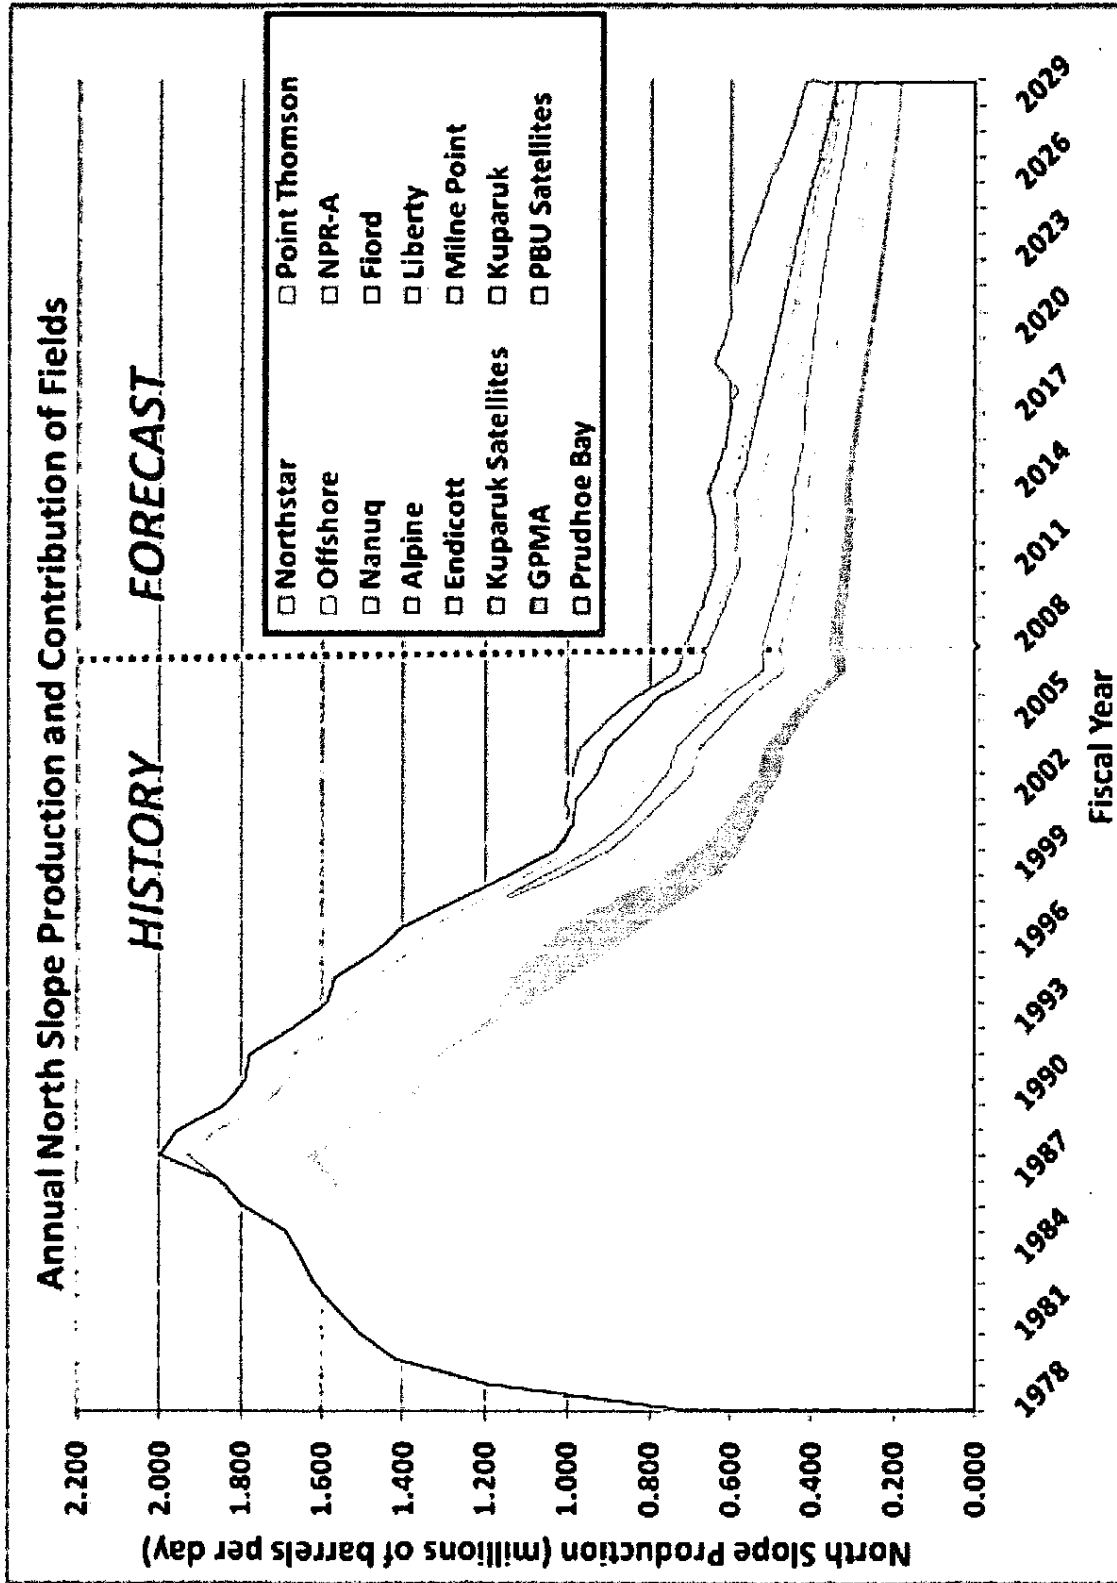 Annual North Slope Production and Contribution of Fields
HISTORY
FORECAST
North Slope Production (millions of barrels per day)
2.200
2.000
1.800
1.600
1.400
1.200
1.000
0.800
0.600
0.400
0.200
0.000
Northstar
Point Thomson
Offshore
NPR-A
Nanuq
Fiord
Alpine
Liberty
Endicott
Milne Point
Kuparuk Satellites
Kuparuk
GPMA
PBU Satellites
Prudhoe Bay
1978
1981
1984
1987
1990
1993
1996
1999
2002
2005
2008
2011
2014
2017
2020
2023
2026
2029
Fiscal Year